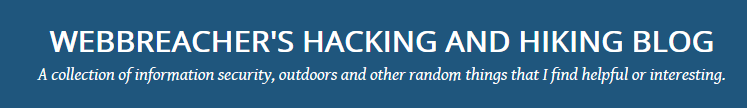 WEBBREACHER'S HACKING AND HIKING BLOG
A collection of information security, outdoors and other random things that I find helpful or interesting.